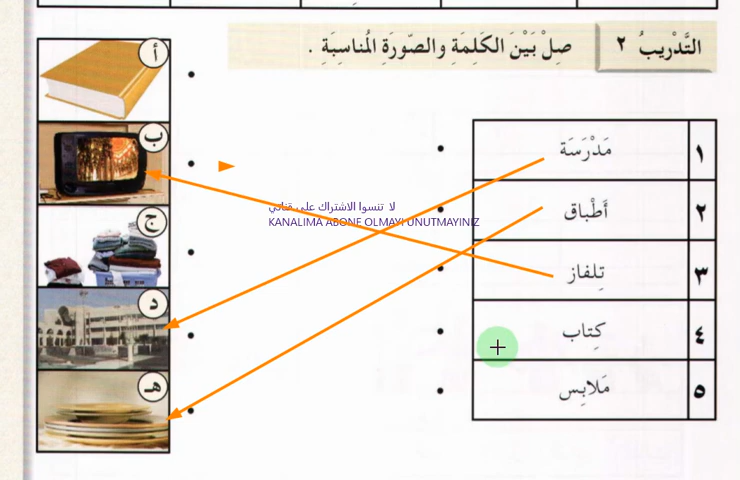 التَّدْرِيبُ ٢ صِلْ بَيْنَ الكَلِمَةِ والصّورَةِ المُناسِبَةِ .
أ
ب
ج
د
هـ
١ مَدْرَسَة
٢ أَطْباق
٣ تِلفاز
٤ كِتاب
٥ مَلابِس
لا تنسوا الاشتراك على قناتي
KANALIMA ABONE OLMAYI UNUTMAYINIZ